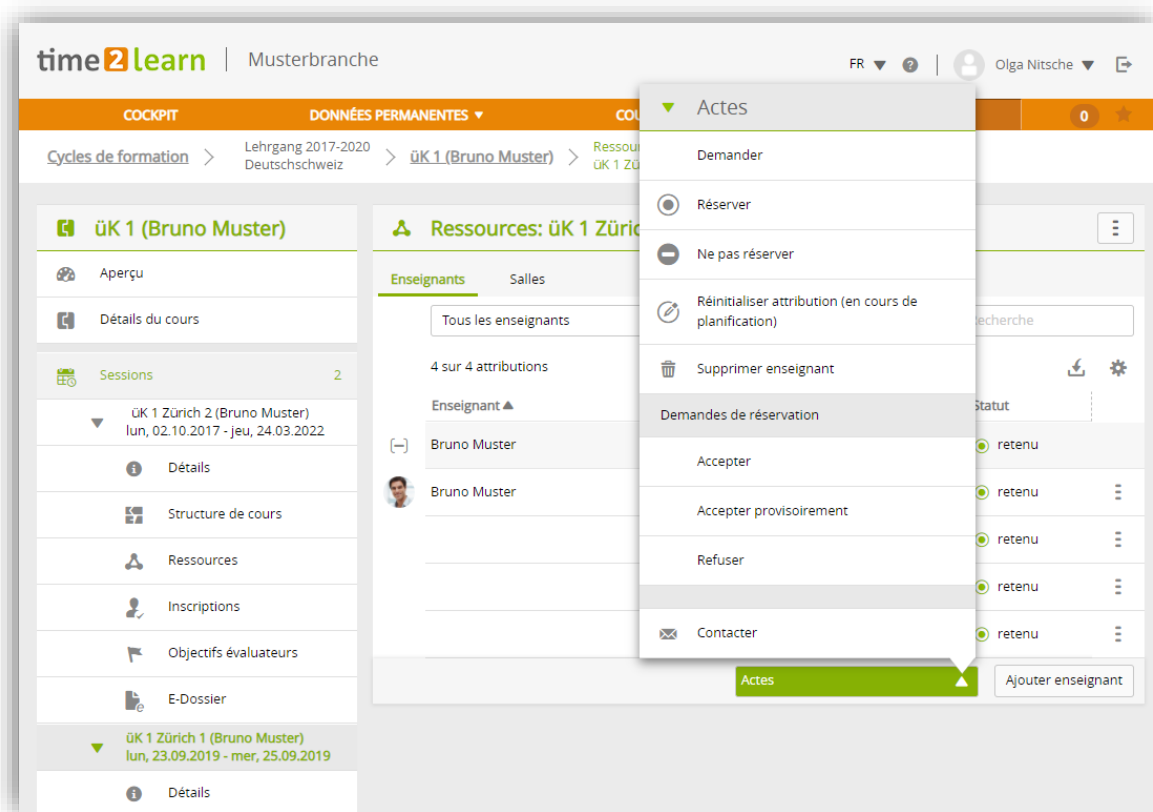 time2learn | Musterbranche
FR
Olga Nitsche
COCKPIT
DONNÉES PERMANENTES
0
Cycles de formation
Lehrgang 2017-2020
Deutschschweiz
üK 1 (Bruno Muster)
üK 1 (Bruno Muster)
Aperçu
Détails du cours
Sessions 2
üK 1 Zürich 2 (Bruno Muster)
lun, 02.10.2017 - jeu, 24.03.2022
Détails
Structure de cours
Ressources
Inscriptions
Objectifs évaluateurs
E-Dossier
üK 1 Zürich 1 (Bruno Muster)
lun, 23.09.2019 - mer, 25.09.2019
Détails
Ressources: üK 1
Enseignants Salles
Tous les enseignants
4 sur 4 attributions
Enseignant Statut
Bruno Muster retenu
Bruno Muster retenu
retenu
retenu
retenu
Actes
Demander
Réserver
Ne pas réserver
Réinitialiser attribution (en cours de
planification)
Supprimer enseignant
Demandes de réservation
Accepter
Accepter provisoirement
Refuser
Contacter
Actes
Ajouter enseignant